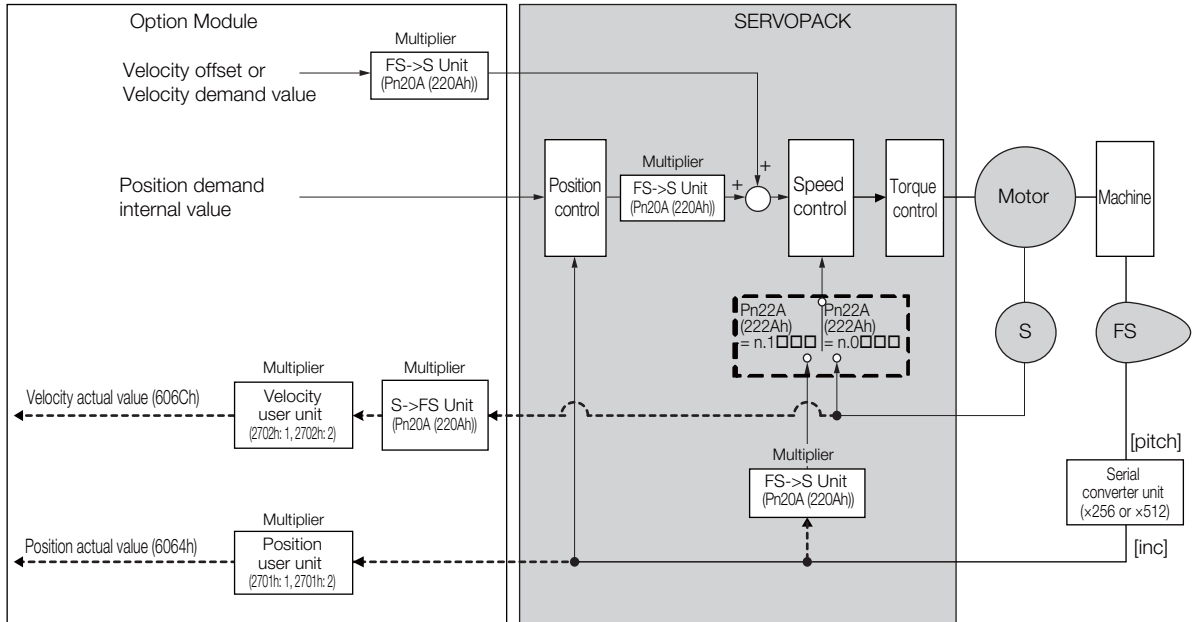 Option Module
SERVOPACK
Multiplier
FS->S Unit
(Pn20A (220Ah))
Velocity offset or
Velocity demand value
Position demand
internal value
Position
control
Multiplier
FS->S Unit
(Pn20A (220Ah))
+
+
Speed
control
Torque
control
Motor
Machine
Pn22A
(222Ah)
= n.1□□□
Pn22A
(222Ah)
= n.0□□□
S
FS
Velocity actual value (606Ch)
Multiplier
Velocity
user unit
(2702h: 1, 2702h: 2)
Multiplier
S->FS Unit
(Pn20A (220Ah))
Multiplier
FS->S Unit
(Pn20A (220Ah))
[pitch]
Serial
converter unit
(×256 or ×512)
[inc]
Position actual value (6064h)
Multiplier
Position
user unit
(2701h: 1, 2701h: 2)